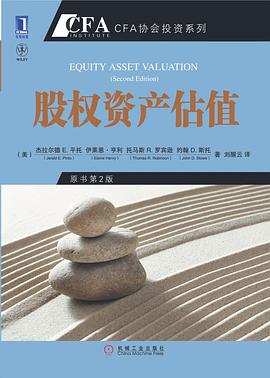 CFA
INSTITUTE
CFA协会投资系列
WILEY
EQUITY ASSET VALUATION
(Second Edition)
股权资产估值
(美) 杰拉尔德 E. 平托 伊莱恩·亨利 托马斯 R. 罗宾逊 约翰 D. 斯托 著 刘醒云 译
(Jerald E. Pinto) (Elaine Henry) (Thomas R. Robinson) (John D. Stowe)
原书第2版
机械工业出版社
China Machine Press